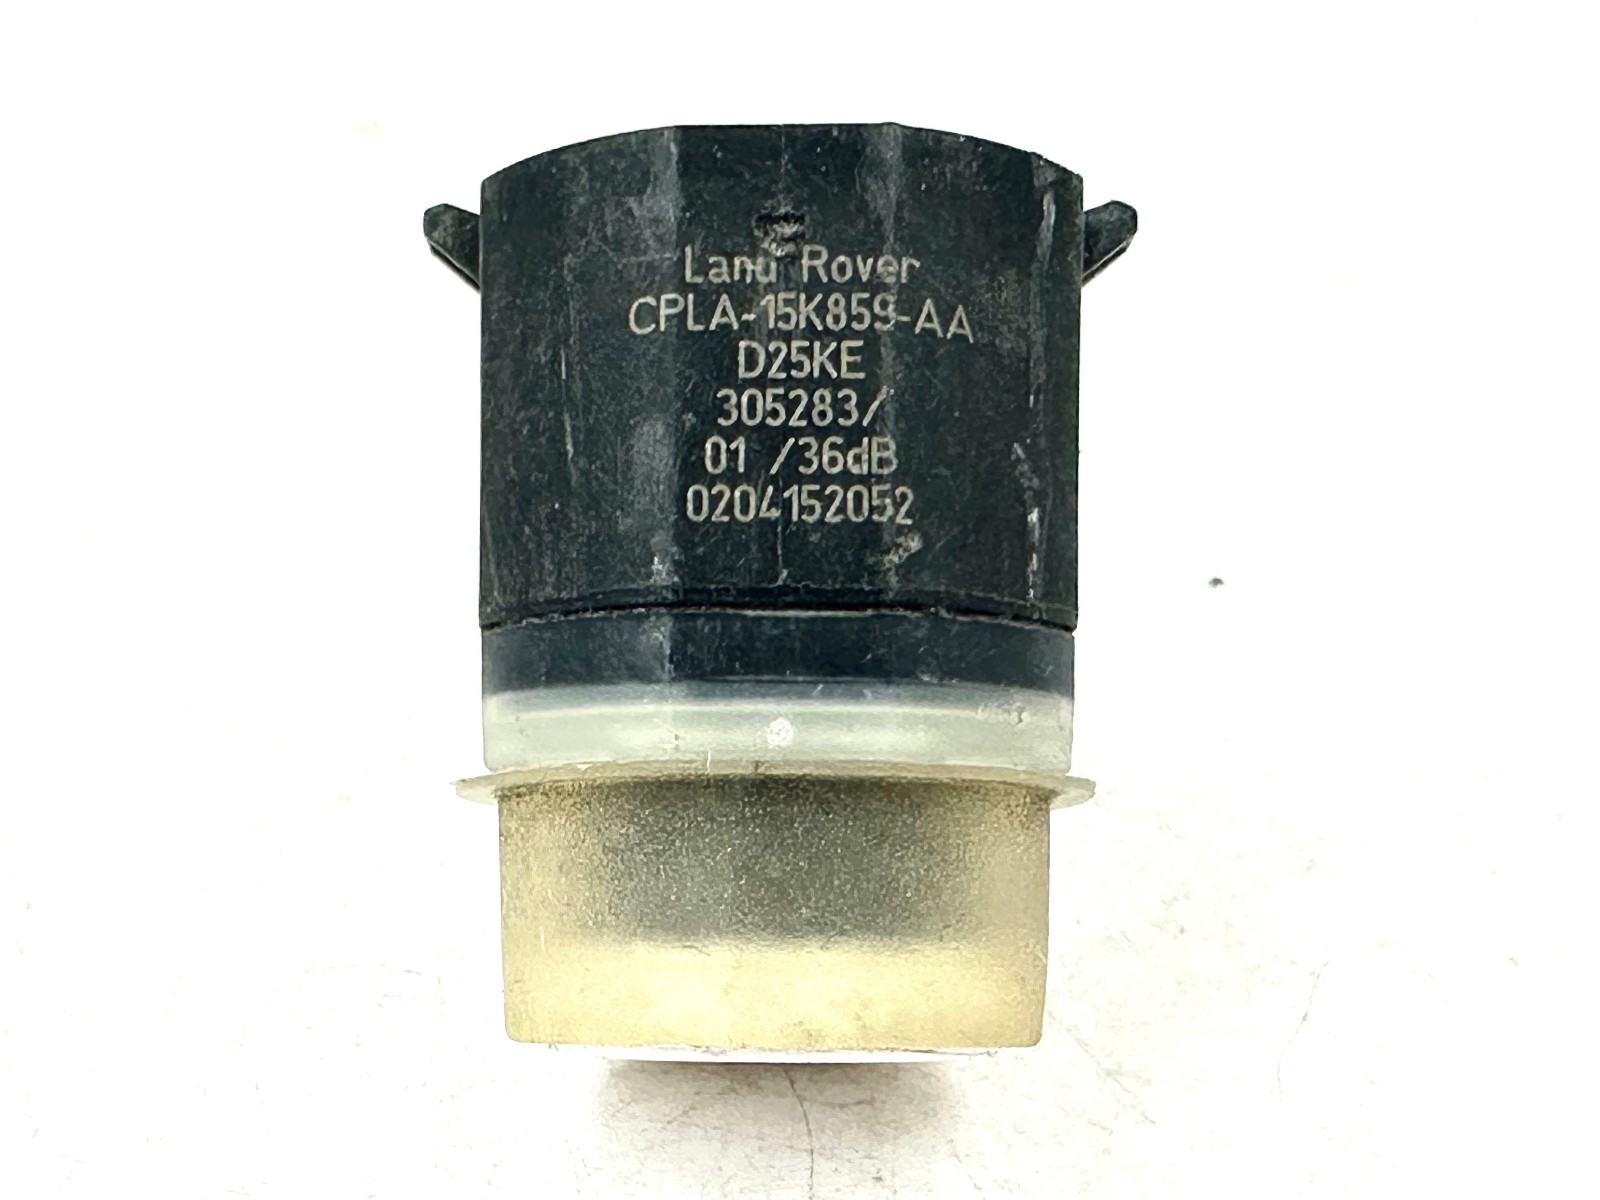 Land Rover
CPLA-15K859-AA
D25KE
305283/
01 /36dB
0204152052